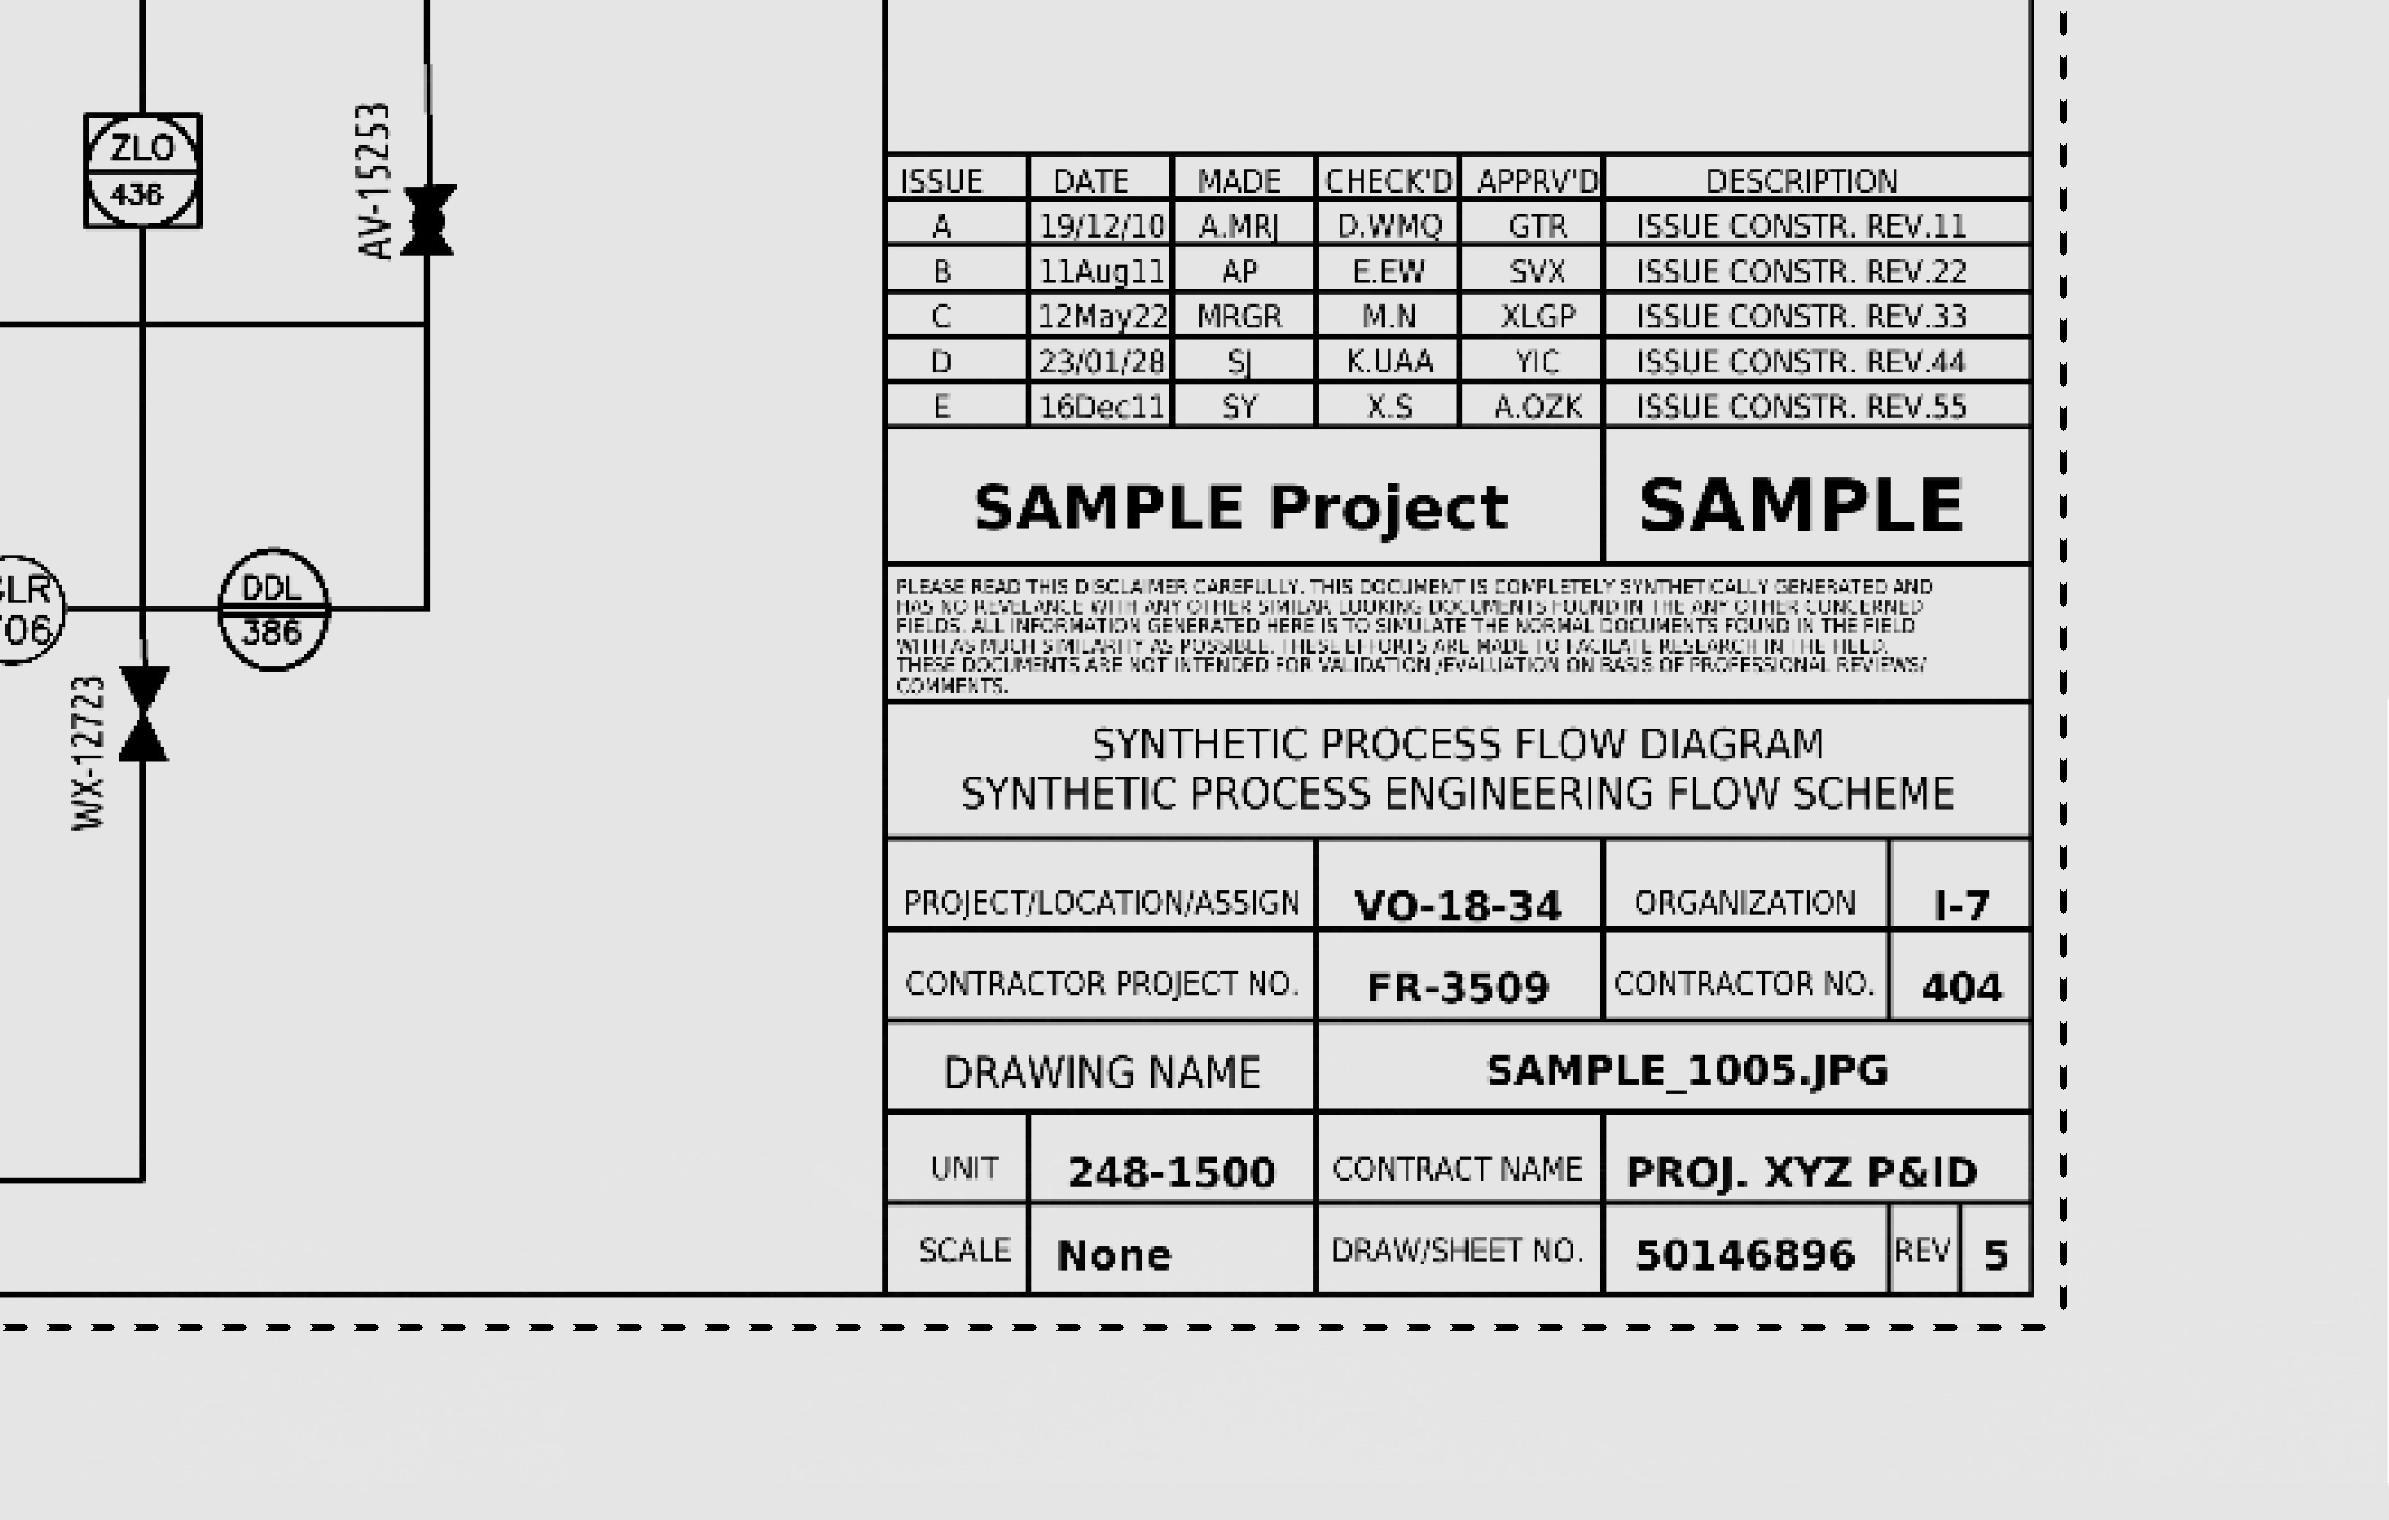 ZLO
436
AV-15253
LR
06
DDL
386
WX-12723
ISSUE DATE MADE CHECK'D APPRV'D DESCRIPTION
A 19/12/10 A.MRJ D.WMQ GTR ISSUE CONSTR. REV.11
B 11Aug11 AP E.EW SVX ISSUE CONSTR. REV.22
C 12May22 MRGR M.N XLGP ISSUE CONSTR. REV.33
D 23/01/28 SJ K.UAA YIC ISSUE CONSTR. REV.44
E 16Dec11 SY X.S A.OZK ISSUE CONSTR. REV.55
SAMPLE Project SAMPLE
PLEASE READ THIS DISCLAIMER CAREFULLY. THIS DOCUMENT IS COMPLETELY SYNTHETICALLY GENERATED AND
HAS NO REVELANCE WITH ANY OTHER SIMILAR LOOKING DOCUMENTS FOUND IN THE ANY OTHER CONCERNED
FIELDS. ALL INFORMATION GENERATED HERE IS TO SIMULATE THE NORMAL DOCUMENTS FOUND IN THE FIELD
WITH AS MUCH SIMILARITY AS POSSIBLE. THESE EFFORTS ARE MADE TO FACILATE RESEARCH IN THE FIELD.
THESE DOCUMENTS ARE NOT INTENDED FOR VALIDATION /EVALUATION ON BASIS OF PROFESSIONAL REVIEWS/
COMMENTS.
SYNTHETIC PROCESS FLOW DIAGRAM
SYNTHETIC PROCESS ENGINEERING FLOW SCHEME
PROJECT/LOCATION/ASSIGN VO-18-34 ORGANIZATION I-7
CONTRACTOR PROJECT NO. FR-3509 CONTRACTOR NO. 404
DRAWING NAME SAMPLE_1005.JPG
UNIT 248-1500 CONTRACT NAME PROJ. XYZ P&ID
SCALE None DRAW/SHEET NO. 50146896 REV 5